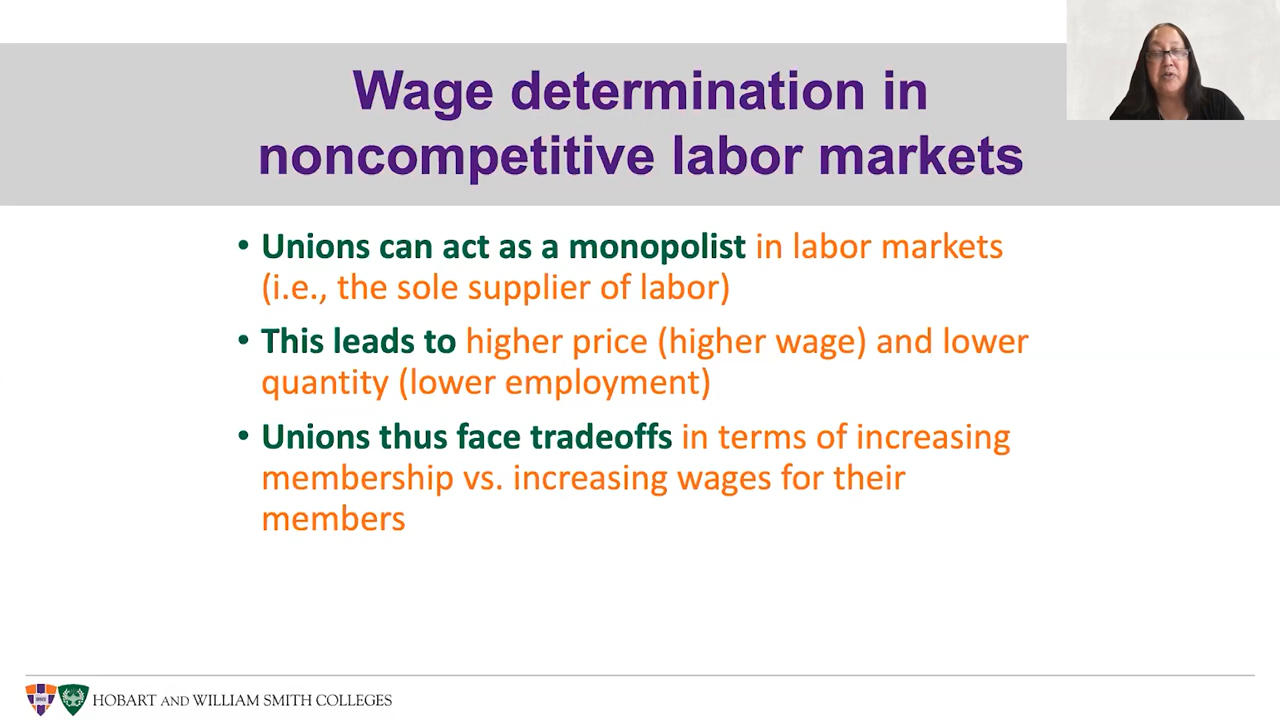 Wage determination in
noncompetitive labor markets
• Unions can act as a monopolist in labor markets
(i.e., the sole supplier of labor)
• This leads to higher price (higher wage) and lower
quantity (lower employment)
• Unions thus face tradeoffs in terms of increasing
membership vs. increasing wages for their
members
HOBART AND WILLIAM SMITH COLLEGES